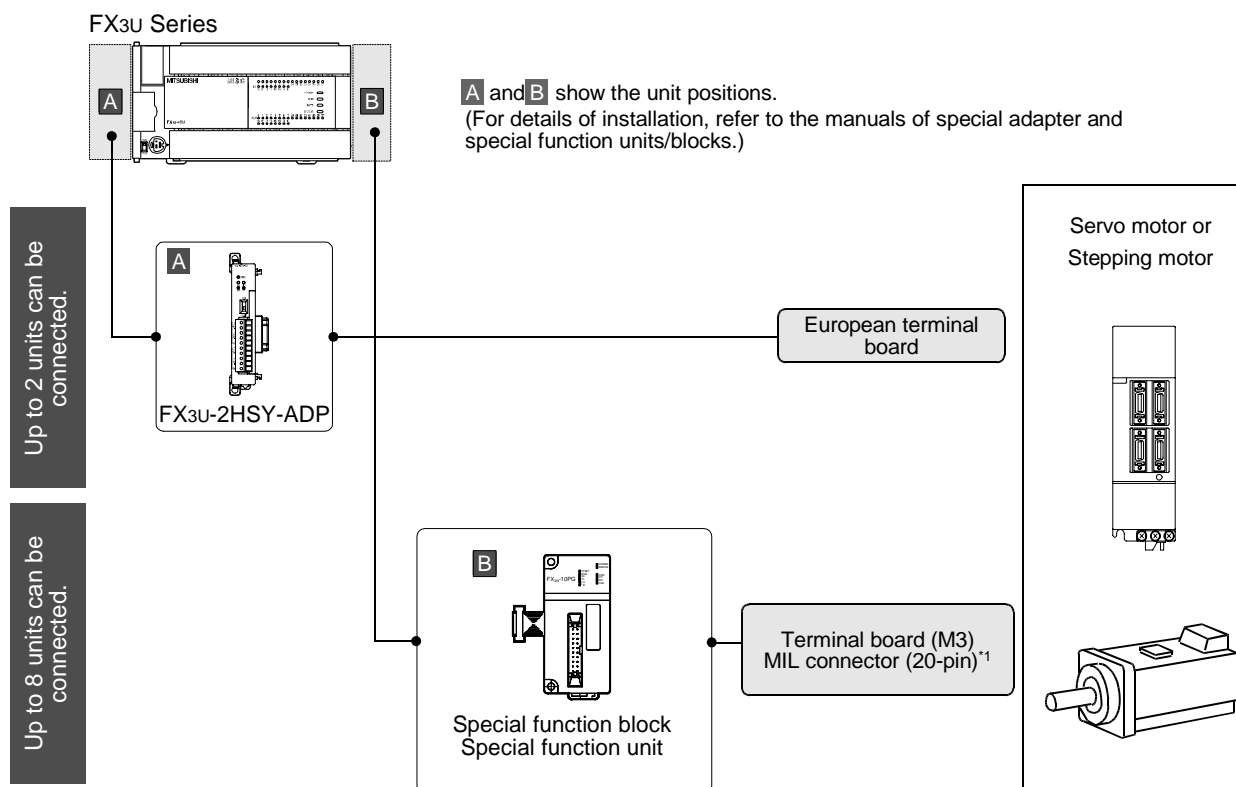 FX3U Series
A
B
A and B show the unit positions.
(For details of installation, refer to the manuals of special adapter and
special function units/blocks.)
MITSUBISHI
Up to 2 units can be
connected.
A
FX3U-2HSY-ADP
European terminal
board
Servo motor or
Stepping motor
Up to 8 units can be
connected.
B
FX2N-10PG
Special function block
Special function unit
Terminal board (M3)
MIL connector (20-pin)*1